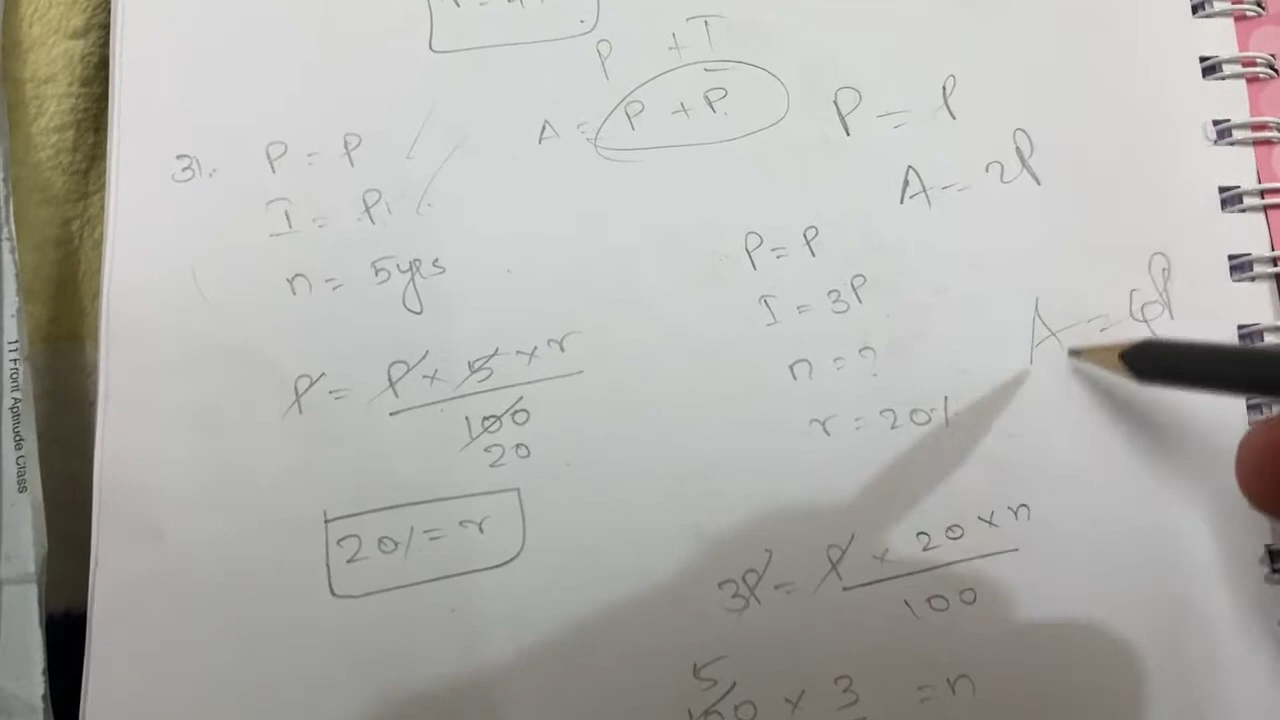 P + I
A = P + P
P = P
A = 2P
31. P = P
I = P
n = 5yrs
P = P × 5 × r
100
20
20% = r
P = P
I = 3P
n = ?
r = 20%
A = 4P
3P = P × 20 × n
100
5
100 × 3 = n
11 Front Aptitude Class